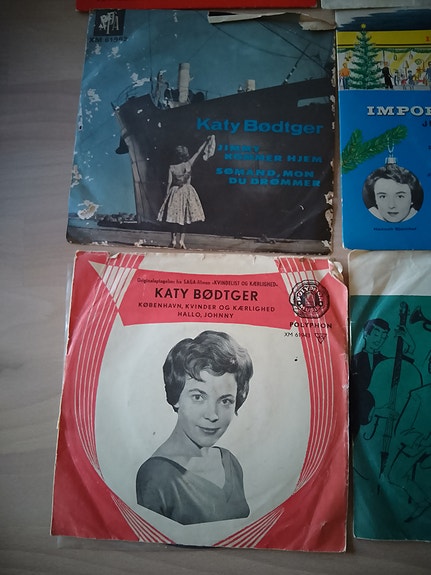 Katy Bødtger
JIMMY
KOMMER HJEM
SØMAND, MON
DU DRØMMER
IMPO
Originaloptagelse fra SAGA-filmen »KVINDELIST OG KÆRLIGHED«
KATY BØDTGER
KØBENHAVN, KVINDER OG KÆRLIGHED
HALLO, JOHNNY
POLYPHON